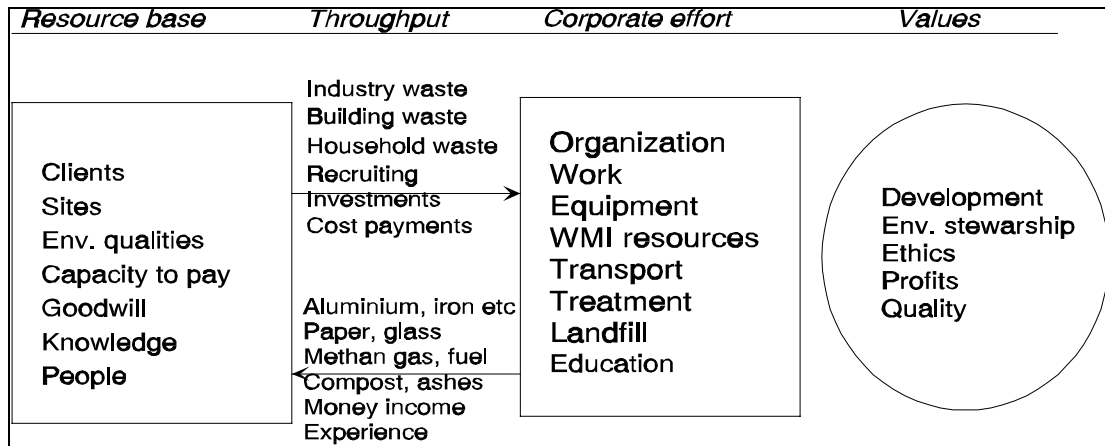 Resource base
Throughput
Corporate effort
Values
Clients
Sites
Env. qualities
Capacity to pay
Goodwill
Knowledge
People
Industry waste
Building waste
Household waste
Recruiting
Investments
Cost payments
Aluminium, iron etc
Paper, glass
Methan gas, fuel
Compost, ashes
Money income
Experience
Organization
Work
Equipment
WMI resources
Transport
Treatment
Landfill
Education
Development
Env. stewarship
Ethics
Profits
Quality